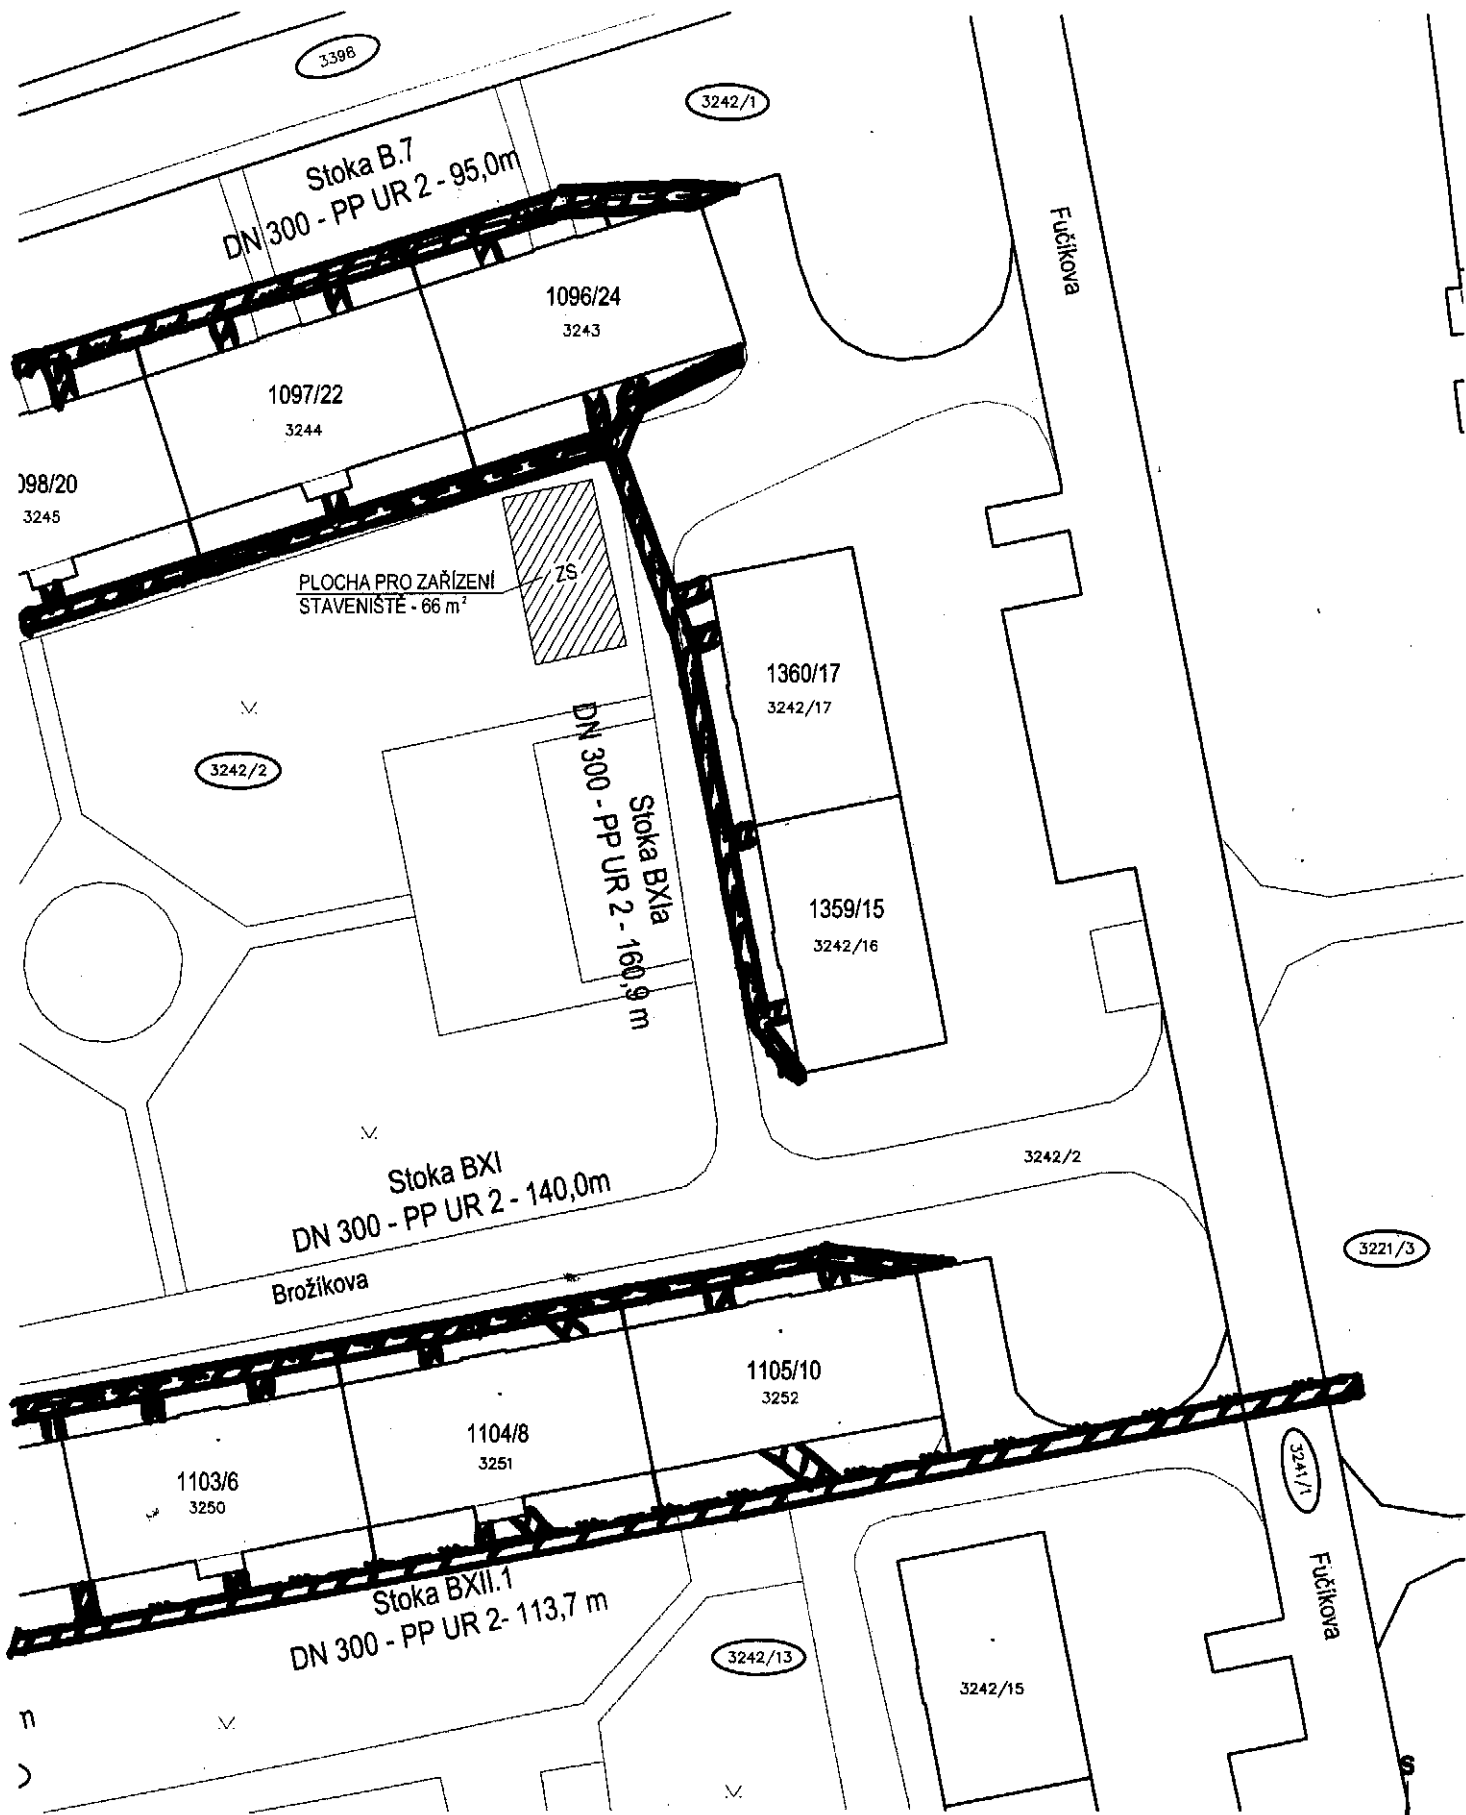 3398
3242/1
Stoka B.7
DN 300 - PP UR 2 - 95,0m
Fučíkova
1096/24
3243
1097/22
3244
098/20
3245
PLOCHA PRO ZAŘÍZENÍ
STAVENIŠTĚ - 66 m²
ZS
1360/17
3242/17
3242/2
Stoka BXIa
DN 300 - PP UR 2 - 160,9 m
1359/15
3242/16
Stoka BXI
DN 300 - PP UR 2 - 140,0m
3242/2
3221/3
Brožíkova
1105/10
3252
1104/8
3251
1103/6
3250
3241/1
Stoka BXII.1
DN 300 - PP UR 2- 113,7 m
Fučíkova
3242/13
3242/15
n
S